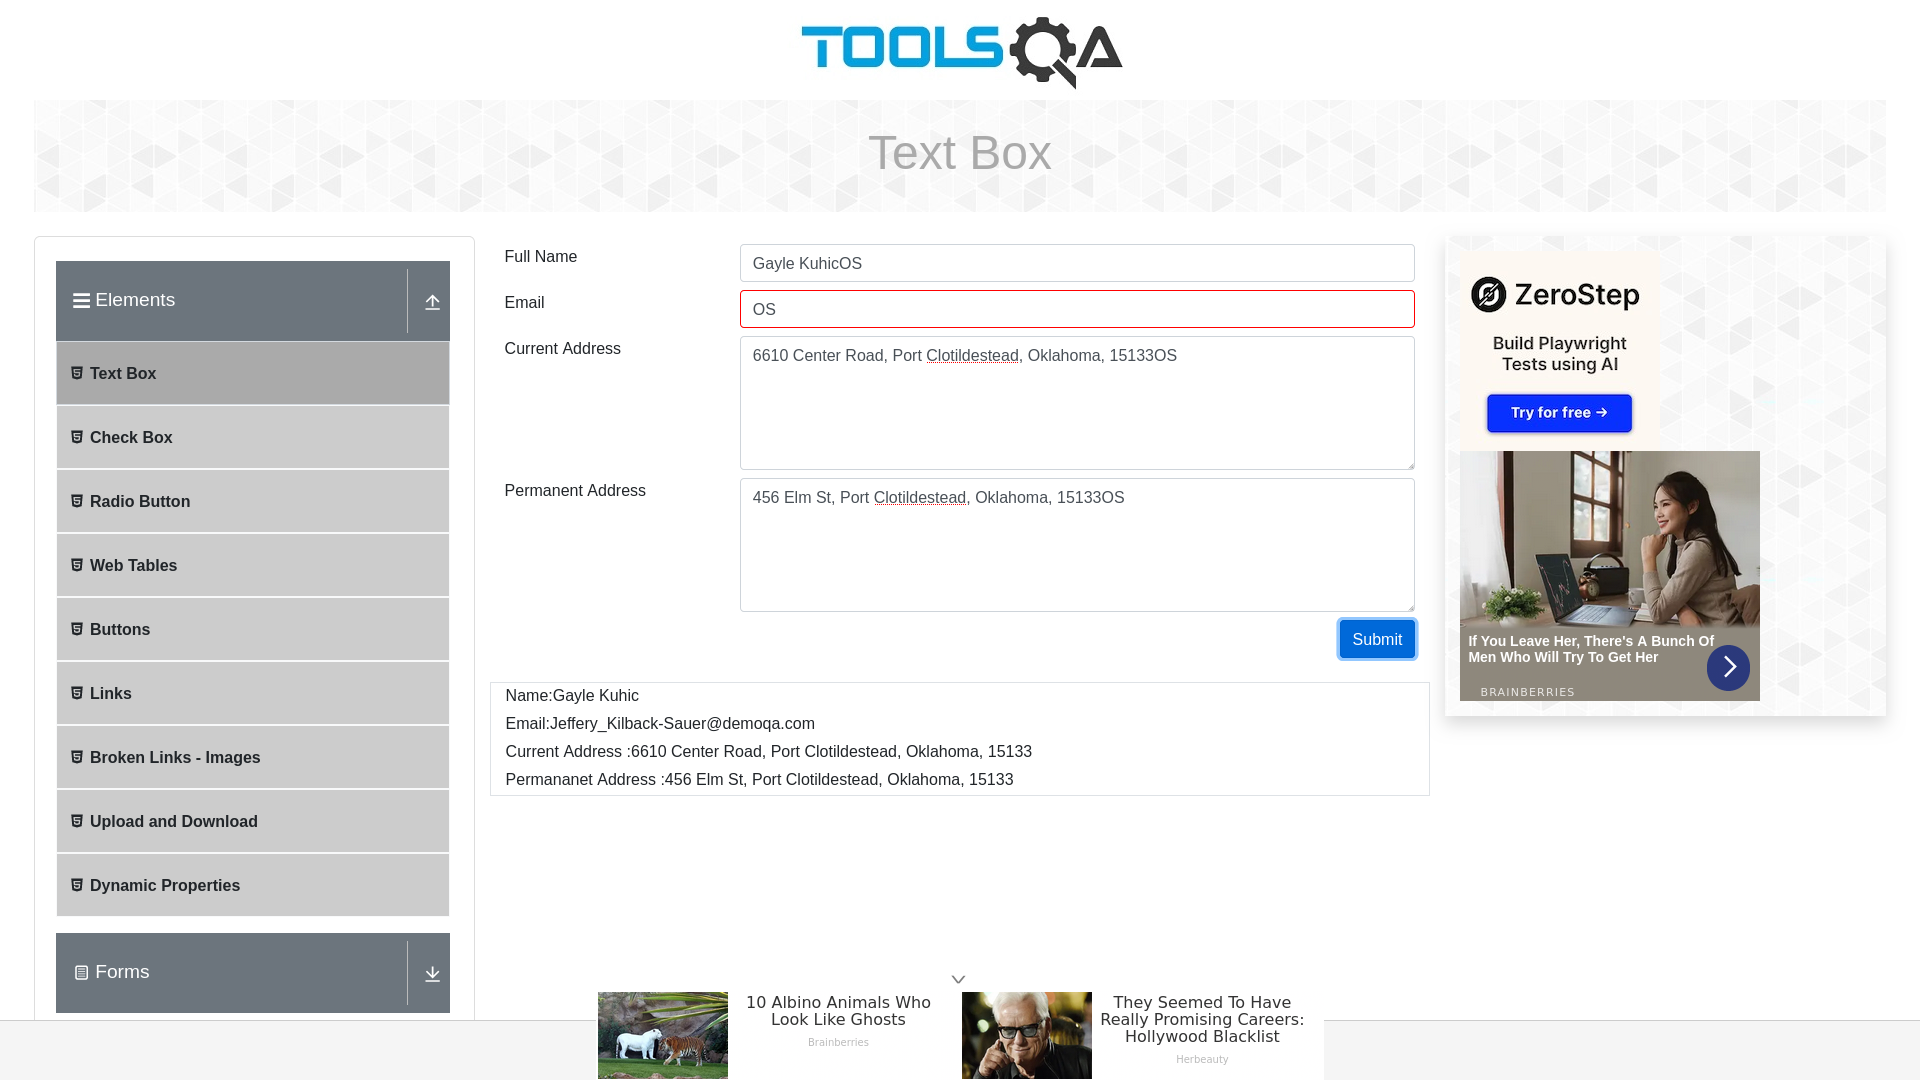 TOOLSQA
Text Box
Elements
Text Box
Check Box
Radio Button
Web Tables
Buttons
Links
Broken Links - Images
Upload and Download
Dynamic Properties
Forms
Full Name
Gayle KuhicOS
Email
OS
Current Address
6610 Center Road, Port Clotildestead, Oklahoma, 15133OS
Permanent Address
456 Elm St, Port Clotildestead, Oklahoma, 15133OS
Submit
Name:Gayle Kuhic
Email:Jeffery_Kilback-Sauer@demoqa.com
Current Address :6610 Center Road, Port Clotildestead, Oklahoma, 15133
Permananet Address :456 Elm St, Port Clotildestead, Oklahoma, 15133
ZeroStep
Build Playwright
Tests using AI
Try for free →
If You Leave Her, There's A Bunch Of
Men Who Will Try To Get Her
BRAINBERRIES
10 Albino Animals Who
Look Like Ghosts
Brainberries
They Seemed To Have
Really Promising Careers:
Hollywood Blacklist
Herbeauty